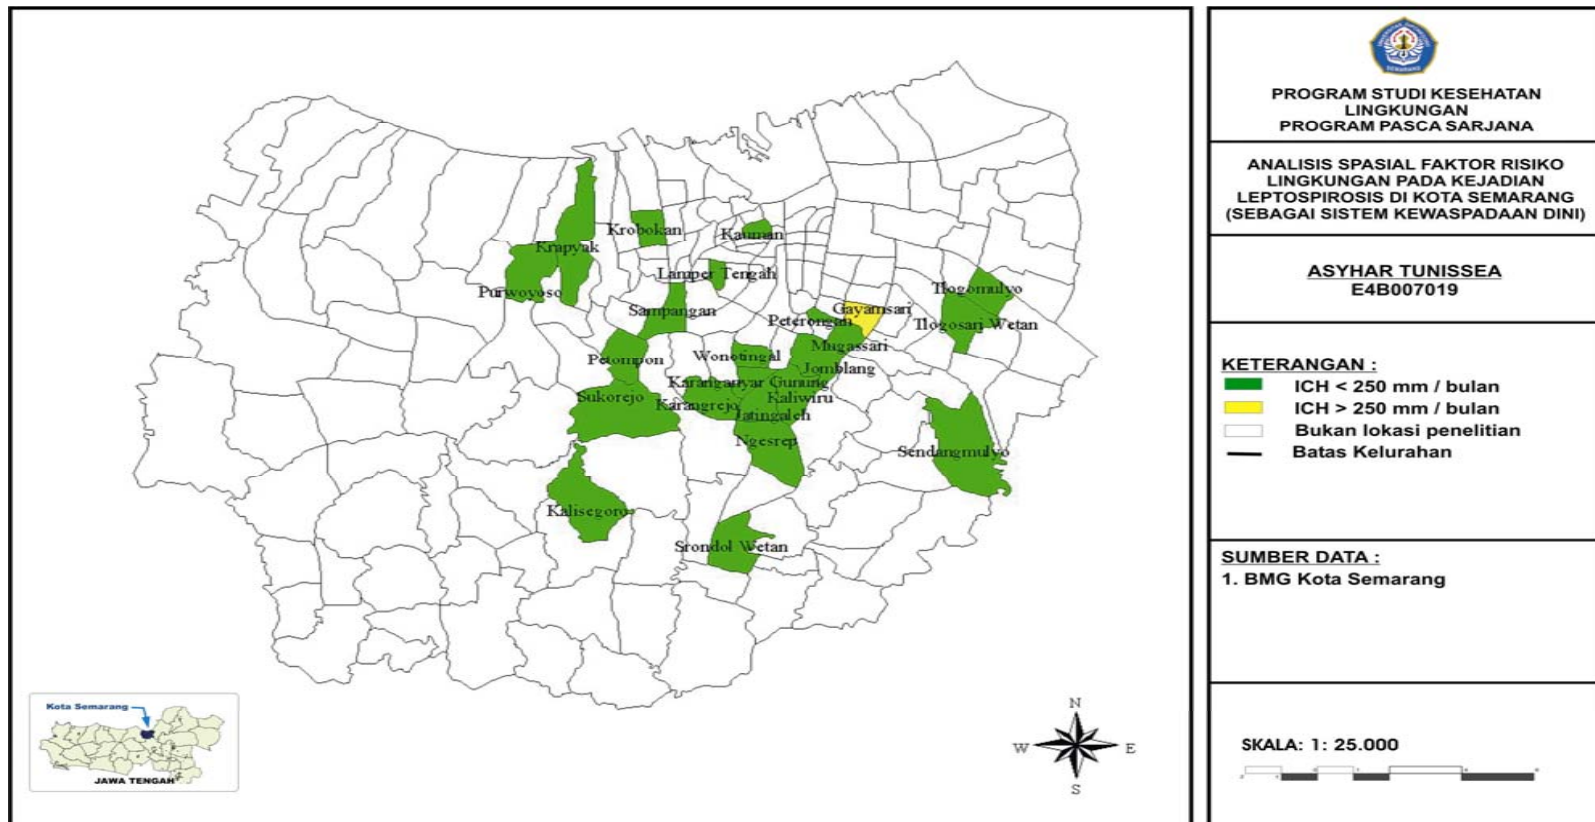 Krobokan
Kauman
Krapyak
Lamper Tengah
Purwoyoso
Tlogomulyo
Sampangan
Gayamsari
Peterongan
Tlogosari Wetan
Mugassari
Petompon
Wonotingal
Jomblang
Karanganyar Gunung
Sukorejo
Kaliwiru
Karangrejo
Jatingaleh
Ngesrep
Sendangmulyo
Kalisegoro
Srondol Wetan
Kota Semarang
JAWA TENGAH
N
W
E
S
PROGRAM STUDI KESEHATAN
LINGKUNGAN
PROGRAM PASCA SARJANA
ANALISIS SPASIAL FAKTOR RISIKO
LINGKUNGAN PADA KEJADIAN
LEPTOSPIROSIS DI KOTA SEMARANG
(SEBAGAI SISTEM KEWASPADAAN DINI)
ASYHAR TUNISSEA
E4B007019
KETERANGAN :
ICH < 250 mm / bulan
ICH > 250 mm / bulan
Bukan lokasi penelitian
Batas Kelurahan
SUMBER DATA :
1. BMG Kota Semarang
SKALA: 1: 25.000